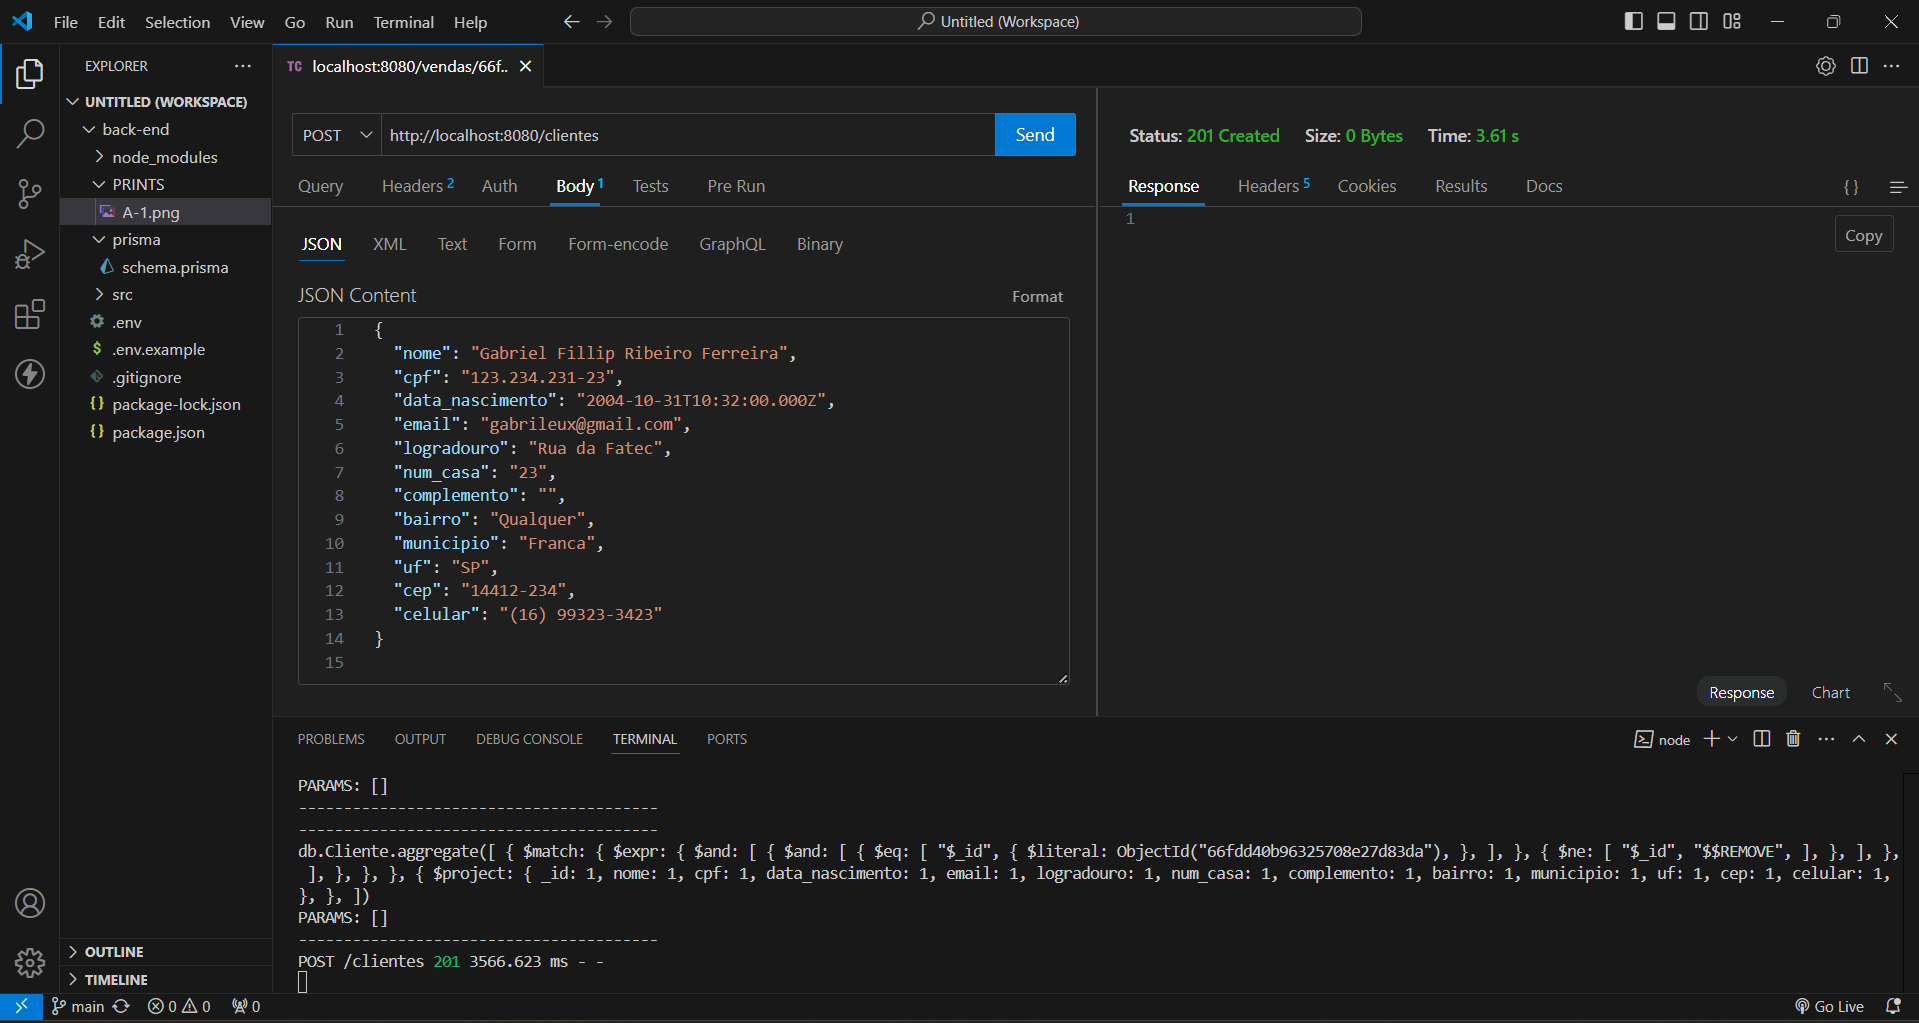 File Edit Selection View Go Run Terminal Help
Untitled (Workspace)
EXPLORER
UNTITLED (WORKSPACE)
back-end
node_modules
PRINTS
A-1.png
prisma
schema.prisma
src
.env
$ .env.example
.gitignore
{} package-lock.json
{} package.json
OUTLINE
TIMELINE
TC localhost:8080/vendas/66f..
POST http://localhost:8080/clientes Send
Query Headers 2 Auth Body 1 Tests Pre Run
JSON XML Text Form Form-encode GraphQL Binary
JSON Content Format
1 {
2 "nome": "Gabriel Fillip Ribeiro Ferreira",
3 "cpf": "123.234.231-23",
4 "data_nascimento": "2004-10-31T10:32:00.000Z",
5 "email": "gabrileux@gmail.com",
6 "logradouro": "Rua da Fatec",
7 "num_casa": "23",
8 "complemento": "",
9 "bairro": "Qualquer",
10 "municipio": "Franca",
11 "uf": "SP",
12 "cep": "14412-234",
13 "celular": "(16) 99323-3423"
14 }
15
Status: 201 Created Size: 0 Bytes Time: 3.61 s
Response Headers 5 Cookies Results Docs { }
1
Copy
Response Chart
PROBLEMS OUTPUT DEBUG CONSOLE TERMINAL PORTS
node
PARAMS: []
----------------------------------------
----------------------------------------
db.Cliente.aggregate([ { $match: { $expr: { $and: [ { $and: [ { $eq: [ "$_id", { $literal: ObjectId("66fdd40b96325708e27d83da"), }, ], }, { $ne: [ "$_id", "$$REMOVE", ], }, ], },
], }, }, }, { $project: { _id: 1, nome: 1, cpf: 1, data_nascimento: 1, email: 1, logradouro: 1, num_casa: 1, complemento: 1, bairro: 1, municipio: 1, uf: 1, cep: 1, celular: 1,
}, }, ])
PARAMS: []
----------------------------------------
POST /clientes 201 3566.623 ms - -
main 0 0 0
Go Live